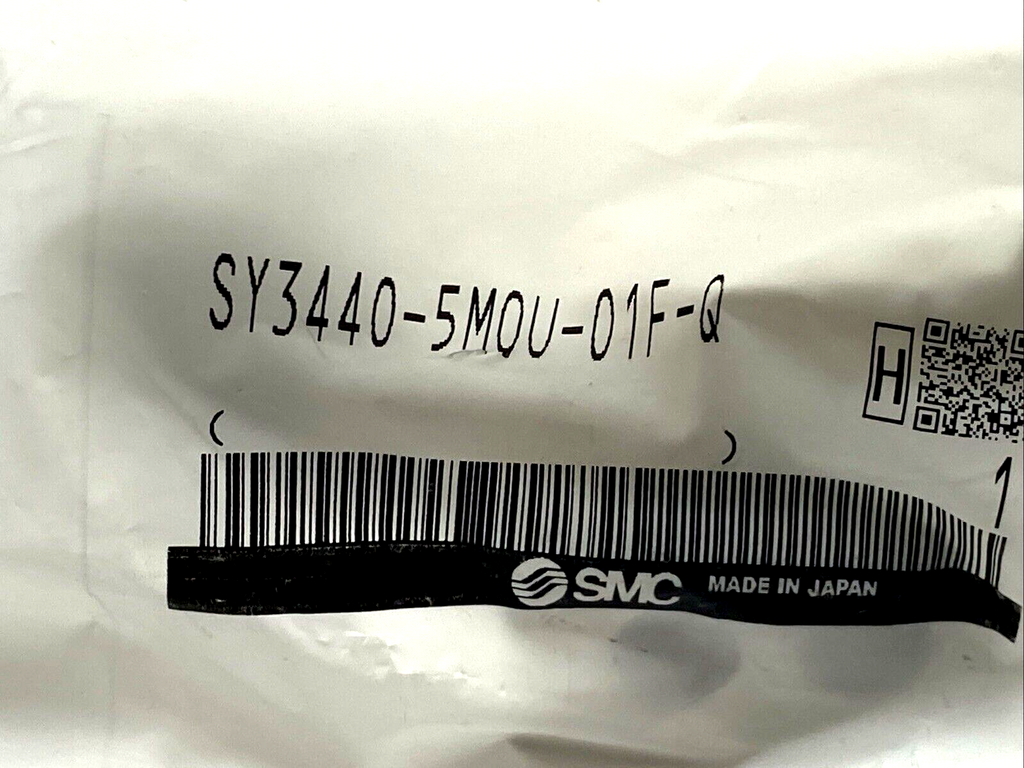 SY3440-5MOU-01F-Q
H
( )
1
SMC MADE IN JAPAN